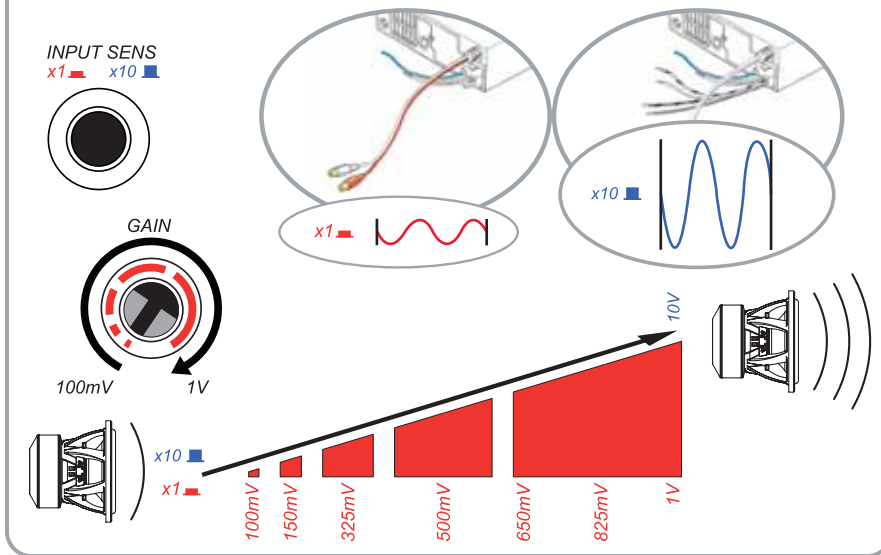 INPUT SENS
x1 x10
x1
x10
GAIN
100mV 1V
10V
x10
x1
100mV
150mV
325mV
500mV
650mV
825mV
1V